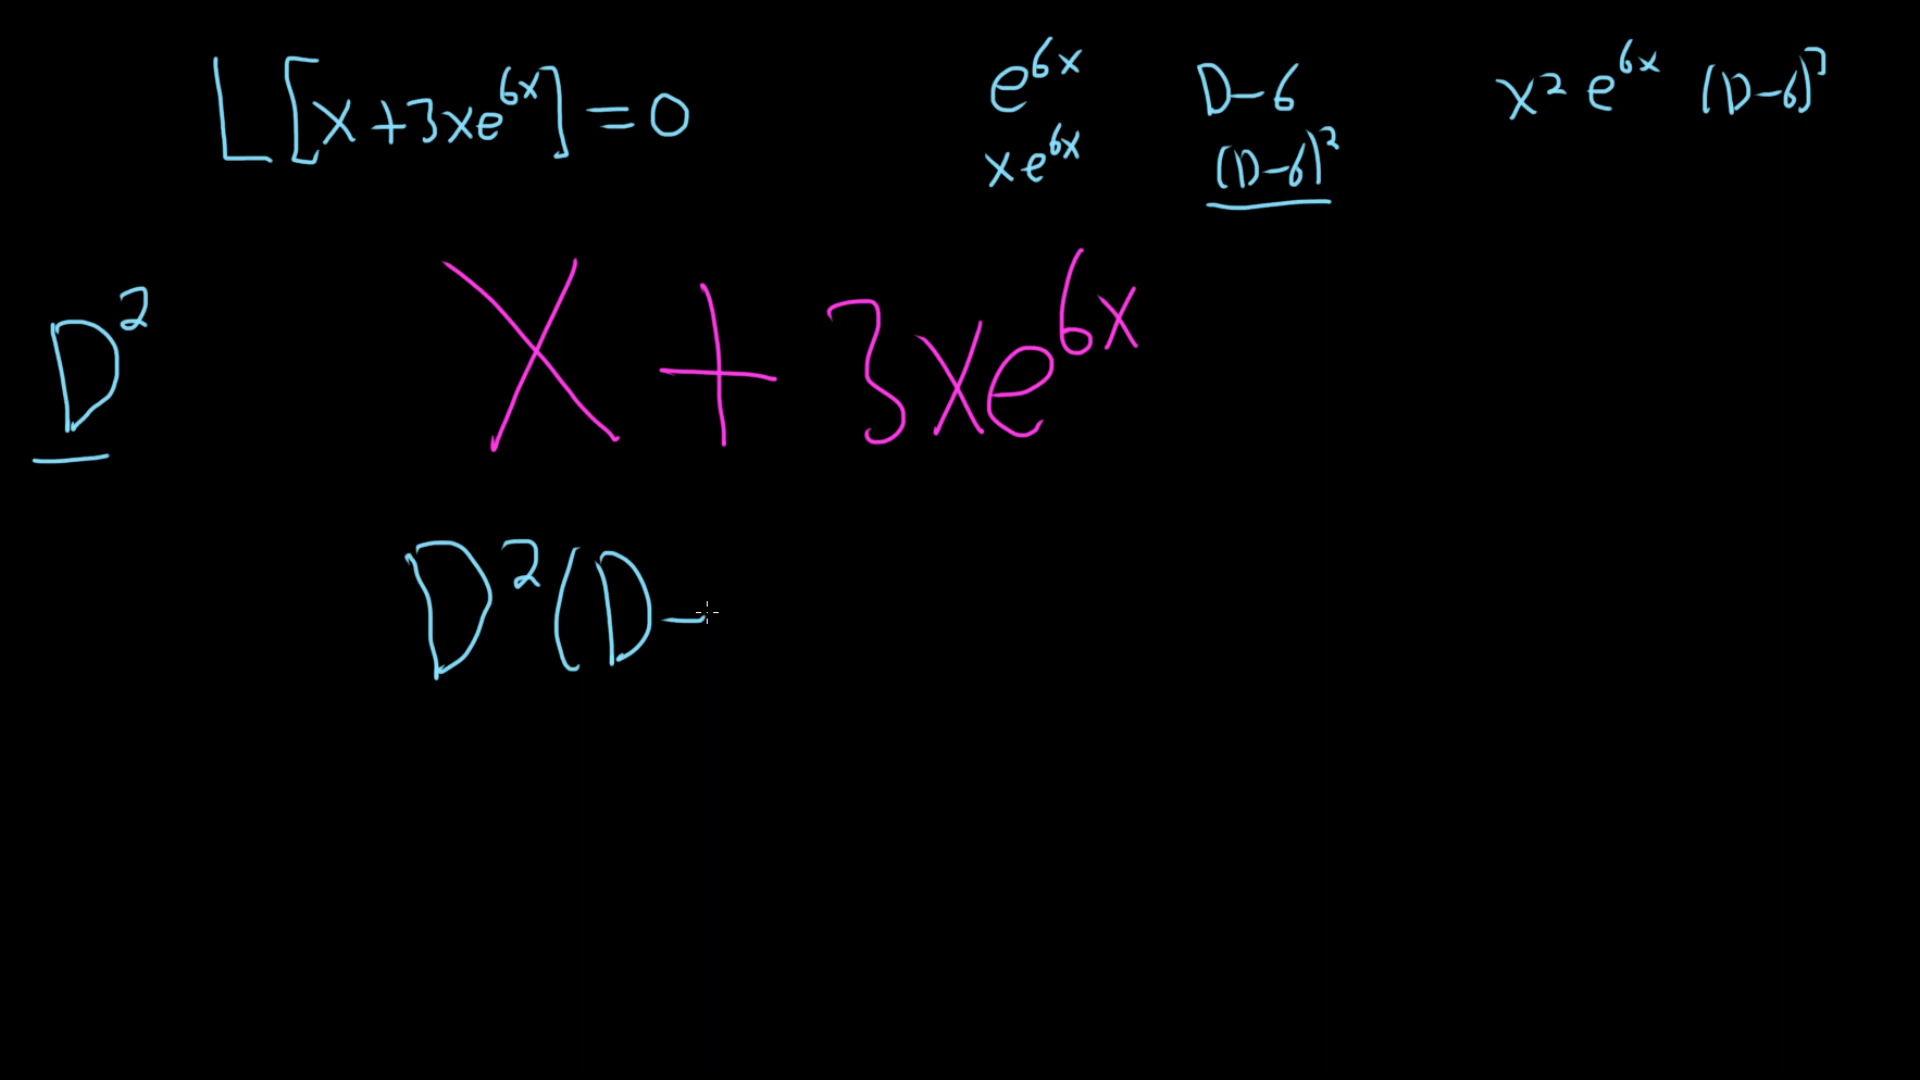 L[x+3xe^{6x}]=0
e^{6x} D-6 x^2 e^{6x} (D-6)^3
xe^{6x} (D-6)^2
D^2
X+3xe^{6x}
D^2(D-